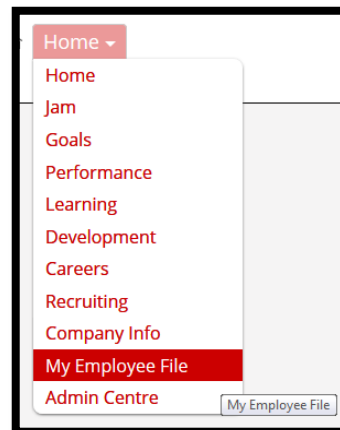 Home
Home
Jam
Goals
Performance
Learning
Development
Careers
Recruiting
Company Info
My Employee File
Admin Centre
My Employee File